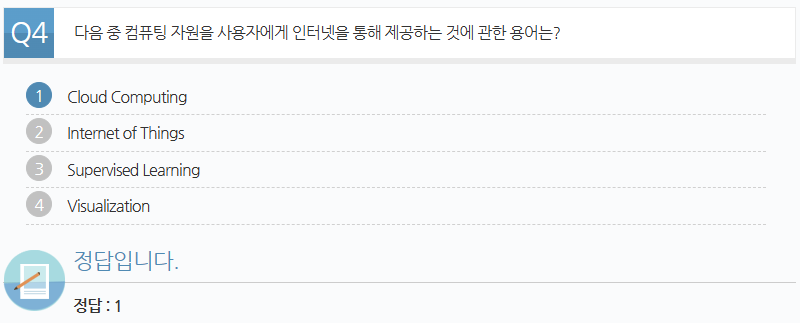 Q4 다음 중 컴퓨팅 자원을 사용자에게 인터넷을 통해 제공하는 것에 관한 용어는?
1 Cloud Computing
2 Internet of Things
3 Supervised Learning
4 Visualization
정답입니다.
정답 : 1